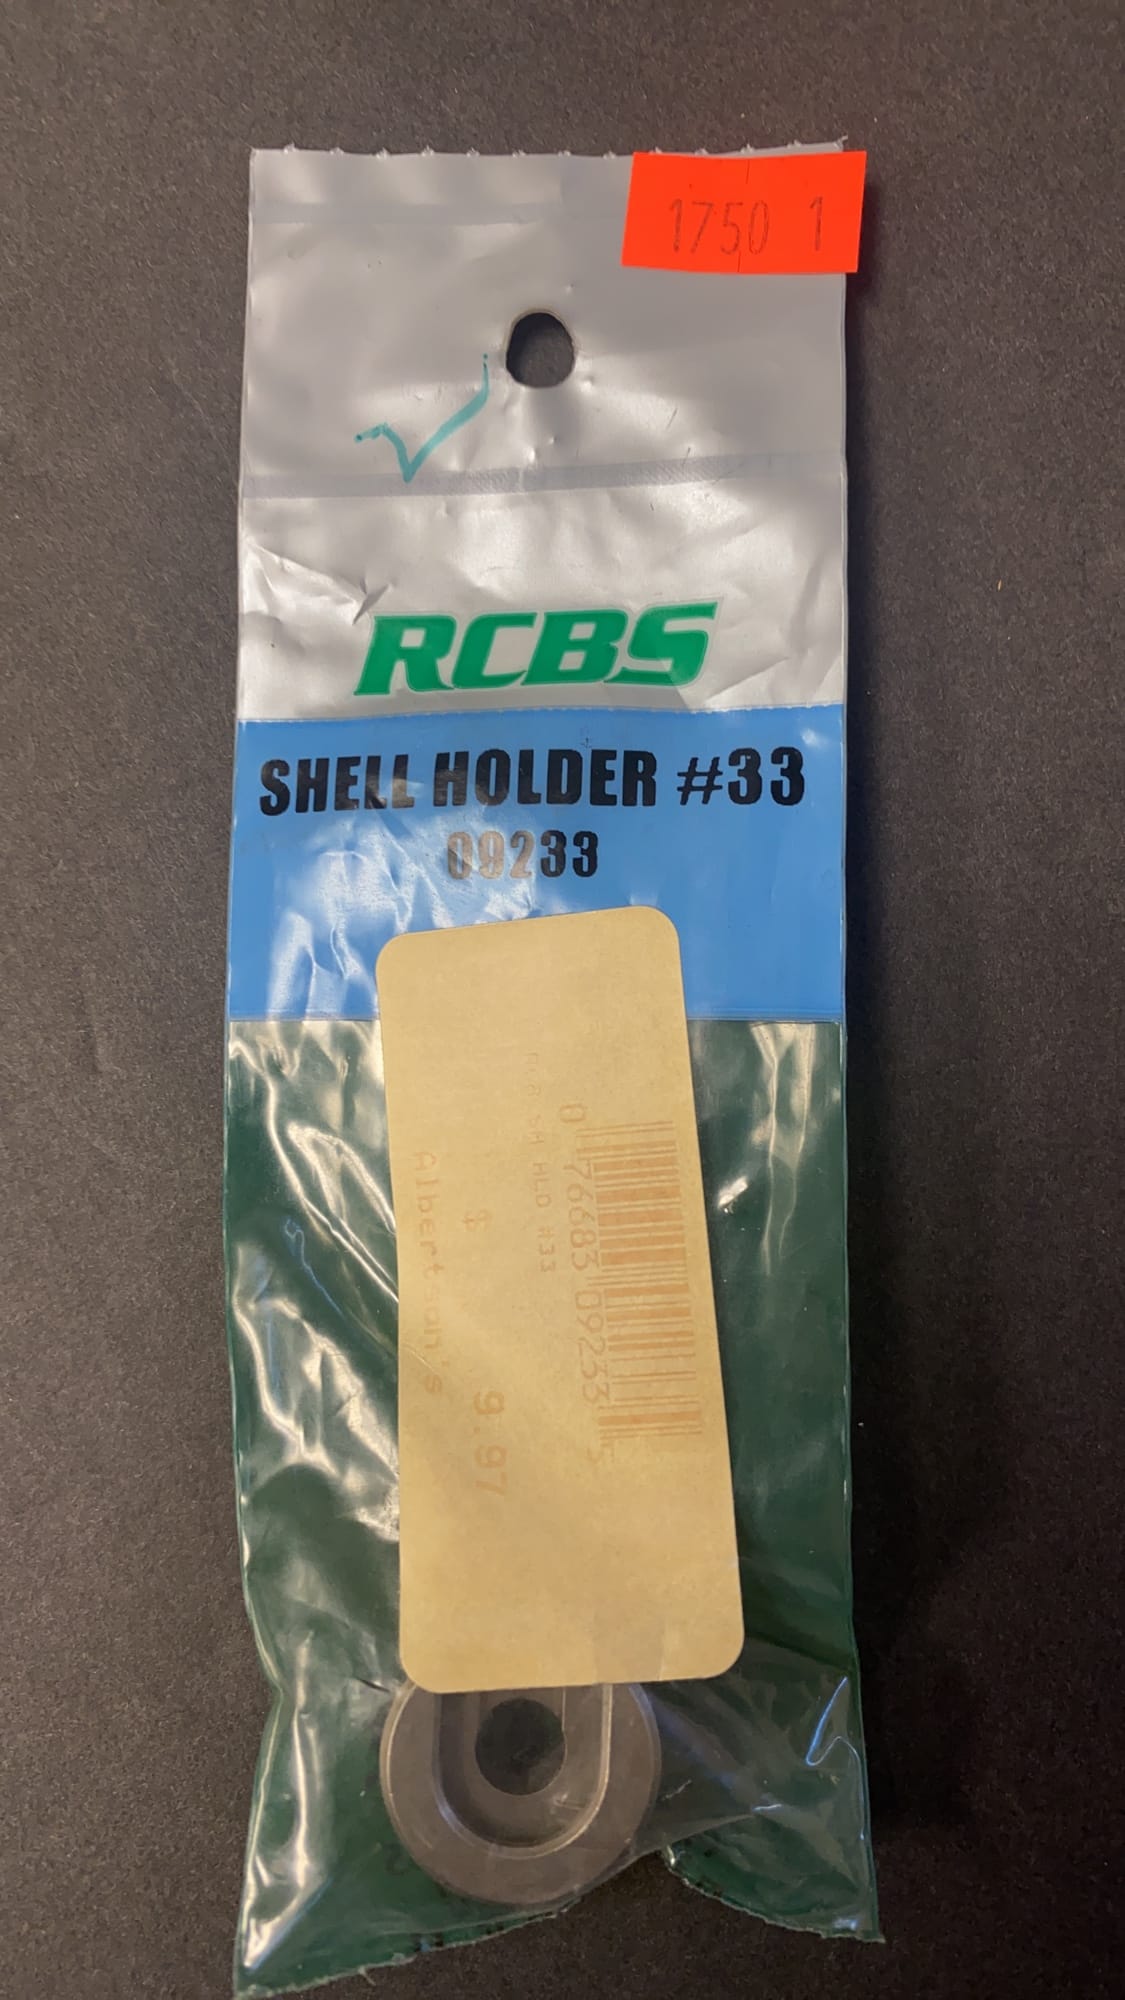 1750 1
RCBS
SHELL HOLDER #33
09233
0 76683 09233 5
RCB SH HLD #33
$ 9.97
Albertson's